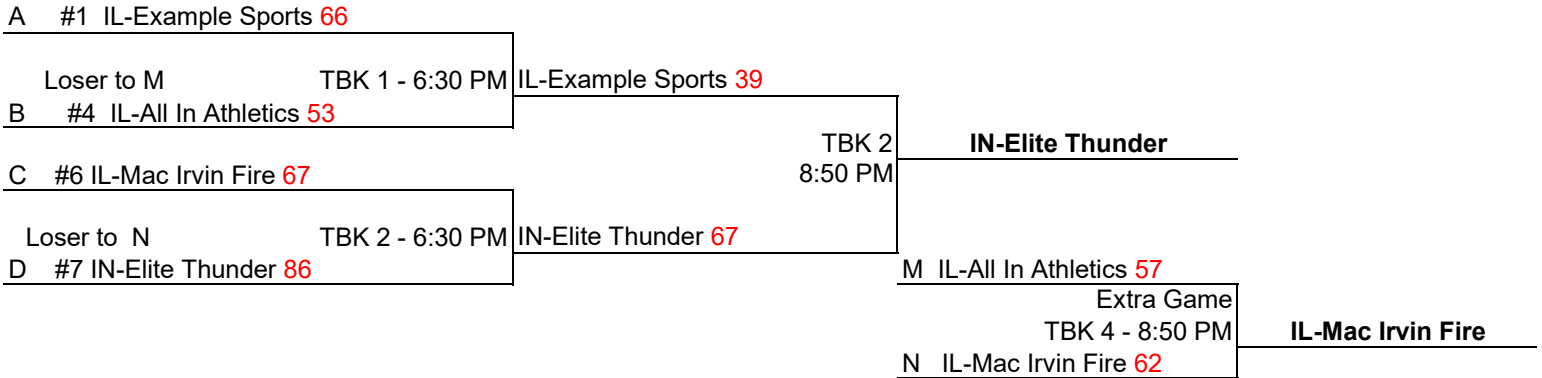 A #1 IL-Example Sports 66
Loser to M TBK 1 - 6:30 PM IL-Example Sports 39
B #4 IL-All In Athletics 53
TBK 2 IN-Elite Thunder
C #6 IL-Mac Irvin Fire 67 8:50 PM
Loser to N TBK 2 - 6:30 PM IN-Elite Thunder 67
D #7 IN-Elite Thunder 86 M IL-All In Athletics 57
Extra Game
TBK 4 - 8:50 PM IL-Mac Irvin Fire
N IL-Mac Irvin Fire 62